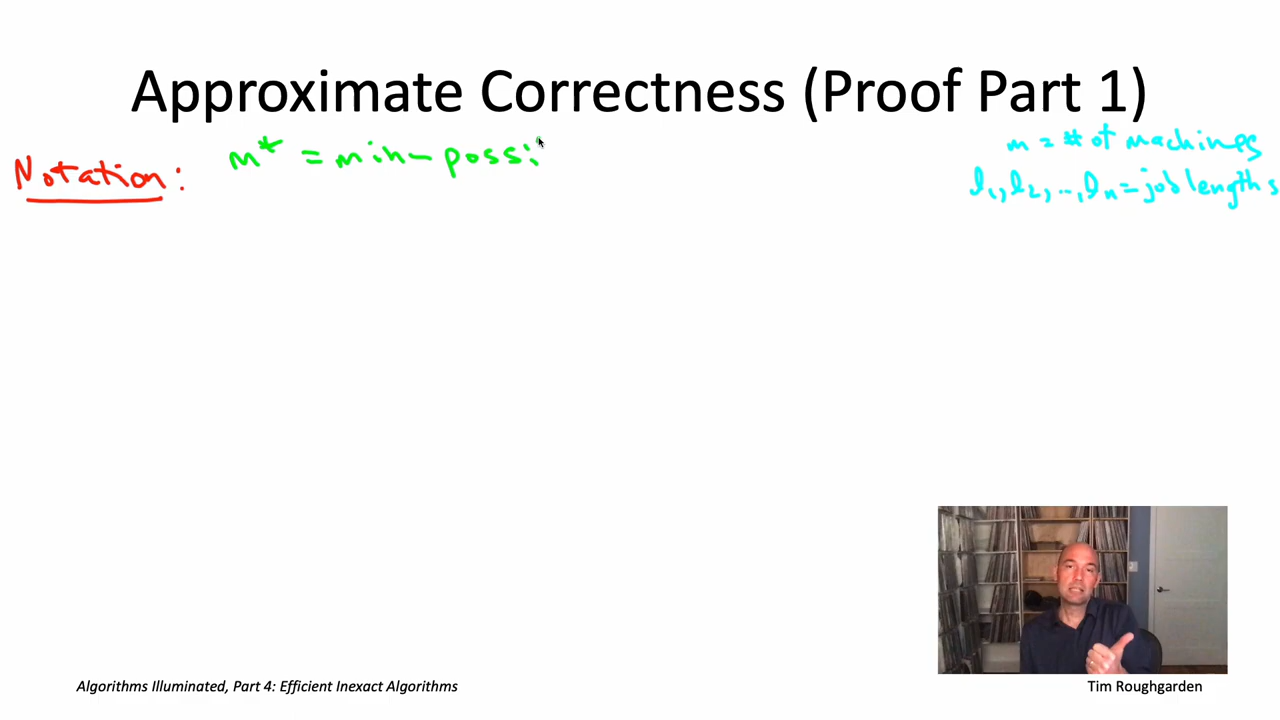 Approximate Correctness (Proof Part 1)
Notation: m* = min-possi
m = # of machines
l₁, l₂, ..., lₙ = job lengths
Algorithms Illuminated, Part 4: Efficient Inexact Algorithms
Tim Roughgarden